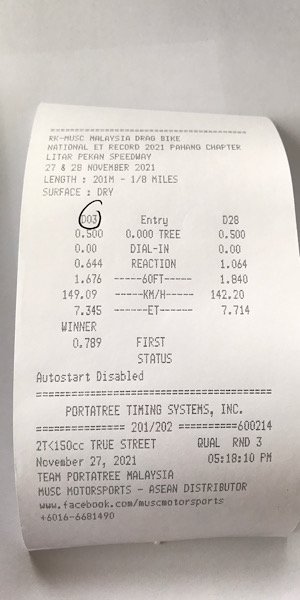 ==========================================
RK-MUSC MALAYSIA DRAG BIKE
NATIONAL ET RECORD 2021 PAHANG CHAPTER
LITAR PEKAN SPEEDWAY
27 & 28 NOVEMBER 2021
LENGTH : 201M - 1/8 MILES
SURFACE : DRY
D03 Entry D28
0.500 0.000 TREE 0.500
0.00 DIAL-IN 0.00
0.644 REACTION 1.064
1.676 -----60FT----- 1.840
149.09 -----KM/H----- 142.20
7.345 ------ET------ 7.714
WINNER
0.789 FIRST
STATUS
Autostart Disabled
========================================
PORTATREE TIMING SYSTEMS, INC.
=============== 201/202 ==========600214
2T<150cc TRUE STREET QUAL RND 3
November 27, 2021 05:18:10 PM
TEAM PORTATREE MALAYSIA
MUSC MOTORSPORTS - ASEAN DISTRIBUTOR
www.facebook.com/muscmotorsports
+6016-6681490